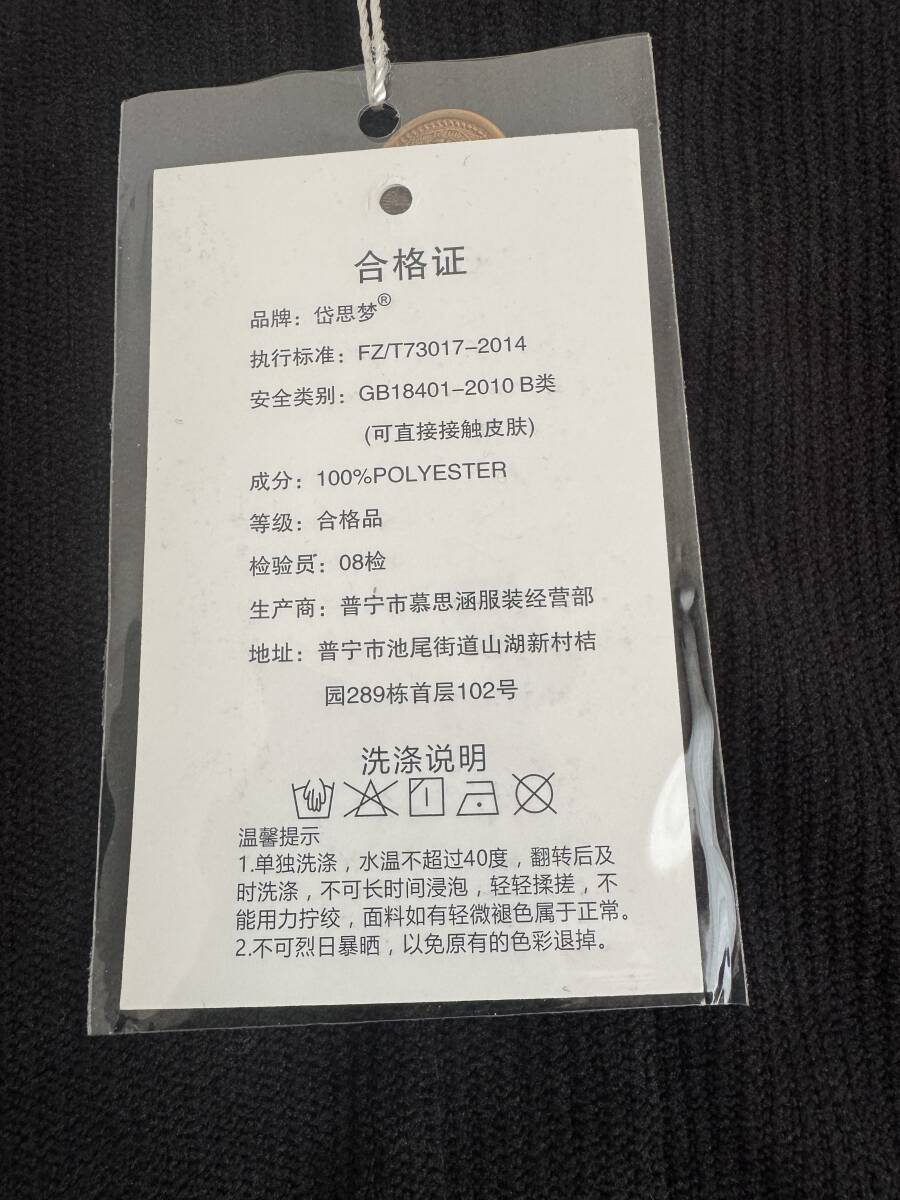 合格证
品牌：岱思梦®
执行标准：FZ/T73017-2014
安全类别：GB18401-2010 B类
(可直接接触皮肤)
成分：100%POLYESTER
等级：合格品
检验员：08检
生产商：普宁市慕思涵服装经营部
地址：普宁市池尾街道山湖新村桔
园289栋首层102号
洗涤说明
温馨提示
1.单独洗涤，水温不超过40度，翻转后及
时洗涤，不可长时间浸泡，轻轻揉搓，不
能用力拧绞，面料如有轻微褪色属于正常。
2.不可烈日暴晒，以免原有的色彩退掉。